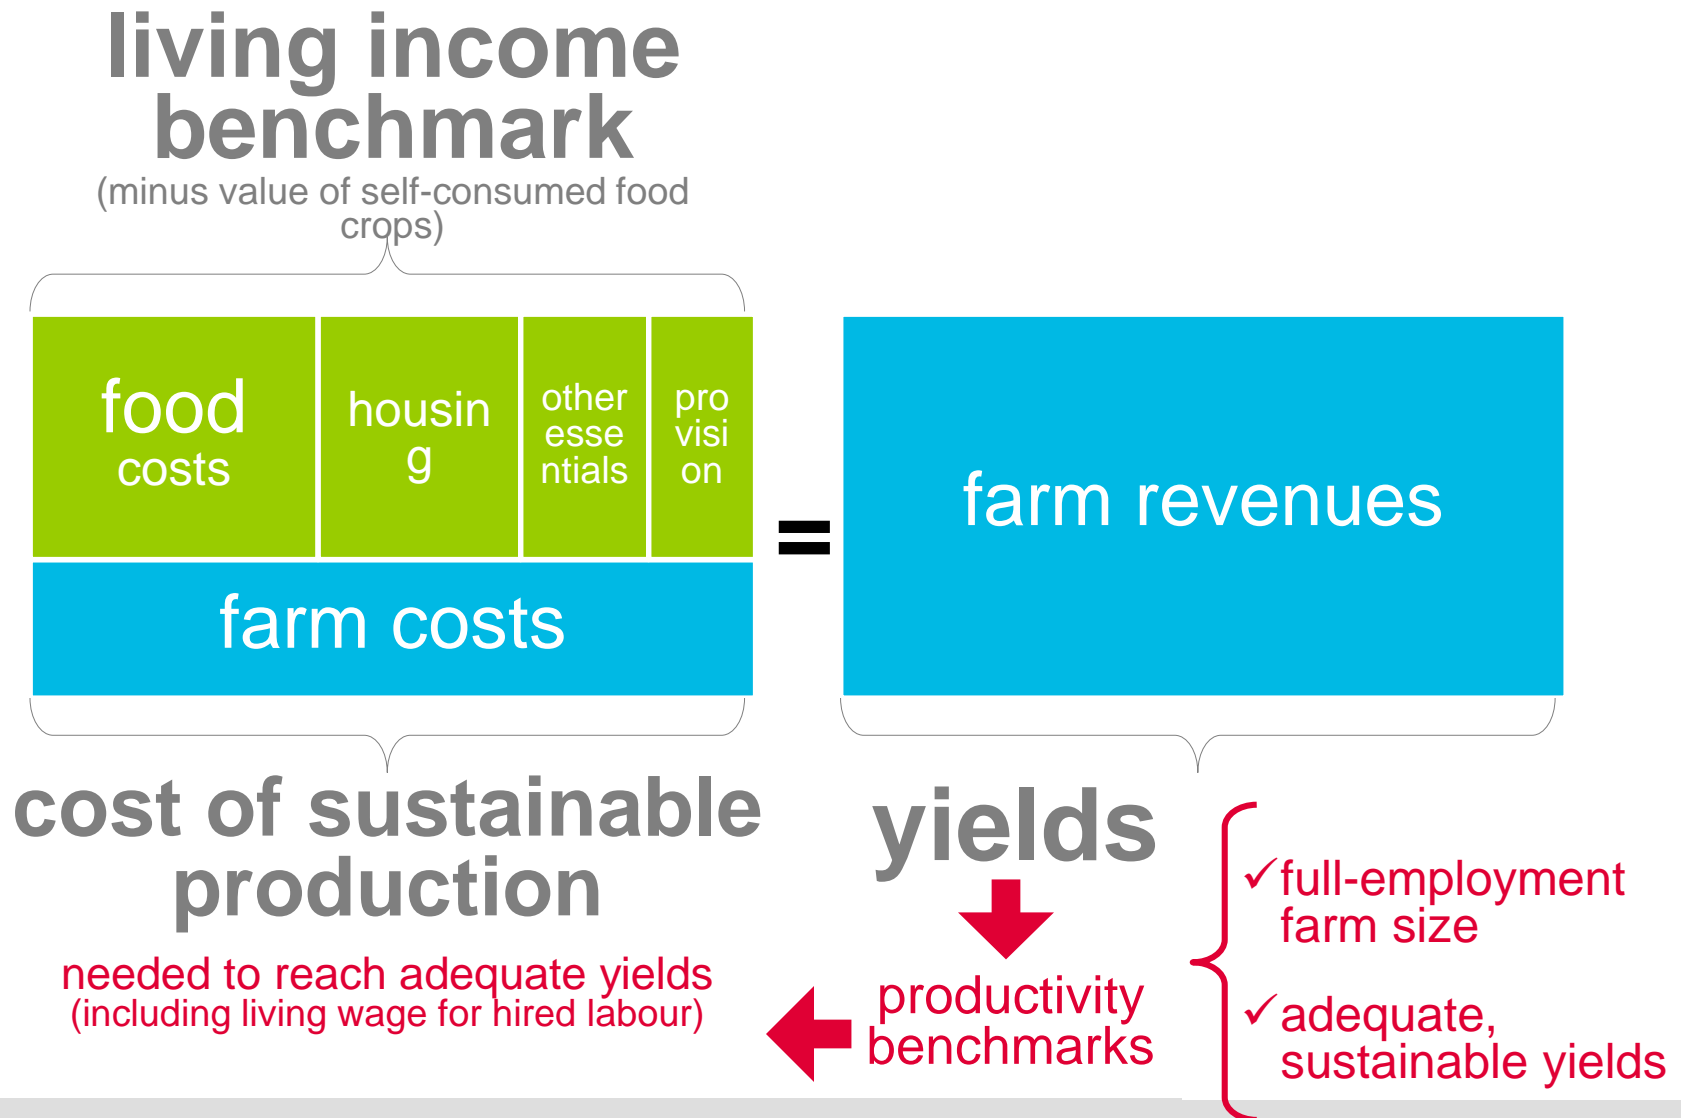 living income
benchmark
(minus value of self-consumed food
crops)
food
costs
housin
g
other
esse
ntials
pro
visi
on
farm costs
=
farm revenues
cost of sustainable
production
needed to reach adequate yields
(including living wage for hired labour)
yields
productivity
benchmarks
✓full-employment
farm size
✓adequate,
sustainable yields